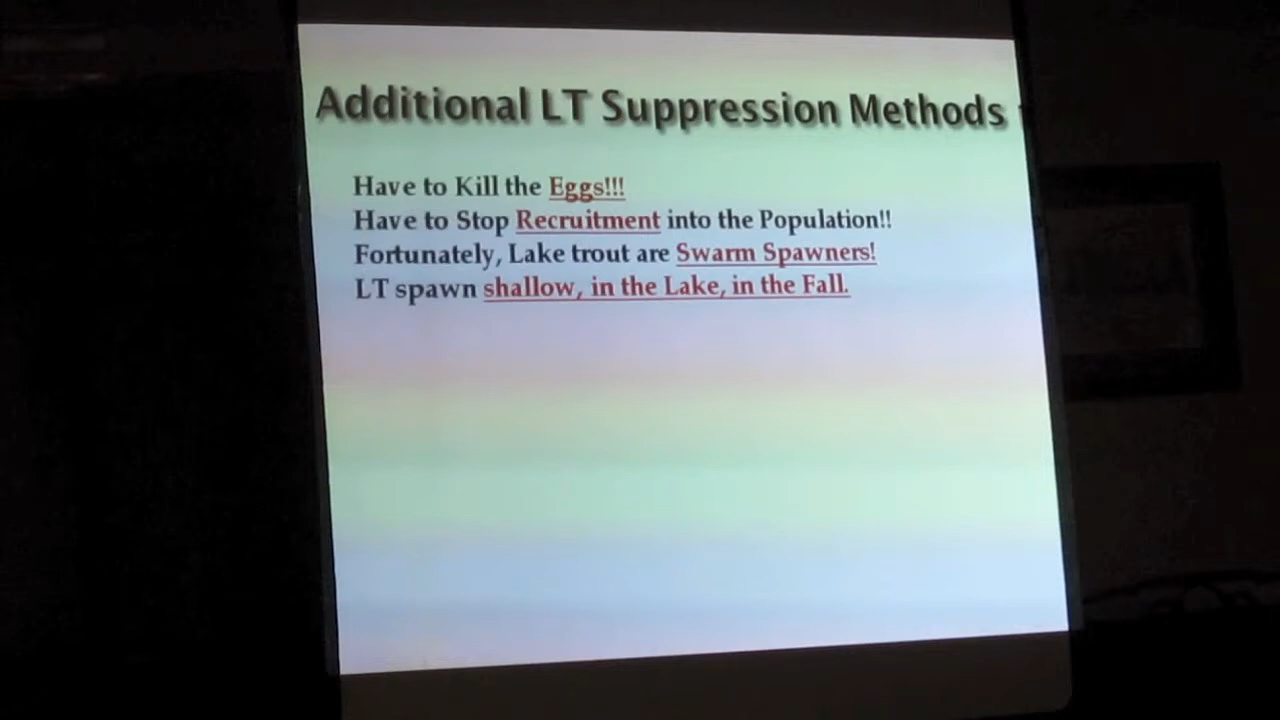 Additional LT Suppression Methods
Have to Kill the Eggs!!!
Have to Stop Recruitment into the Population!!
Fortunately, Lake trout are Swarm Spawners!
LT spawn shallow, in the Lake, in the Fall.